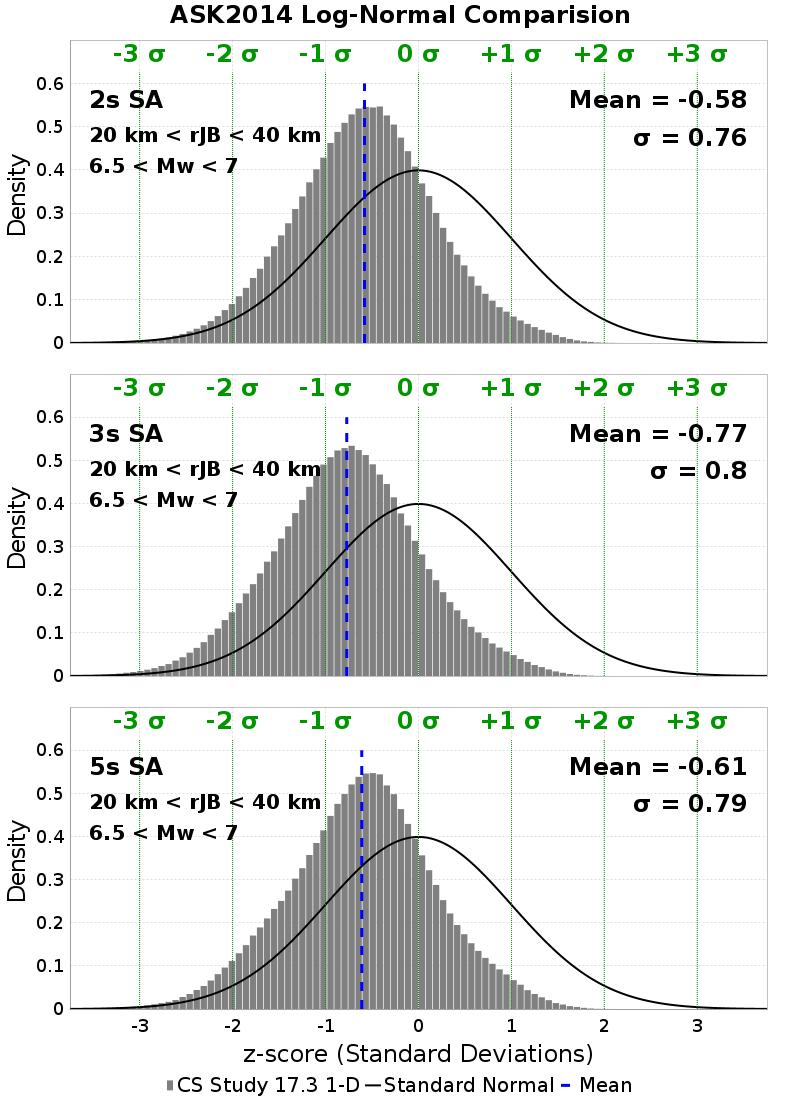 ASK2014 Log-Normal Comparision
-3 σ -2 σ -1 σ 0 σ +1 σ +2 σ +3 σ
0.6
2s SA Mean = -0.58
0.5
20 km < rJB < 40 km σ = 0.76
6.5 < Mw < 7
0.4
0.3
0.2
0.1
0
Density
-3 σ -2 σ -1 σ 0 σ +1 σ +2 σ +3 σ
0.6
3s SA Mean = -0.77
0.5
20 km < rJB < 40 km σ = 0.8
6.5 < Mw < 7
0.4
0.3
0.2
0.1
0
Density
-3 σ -2 σ -1 σ 0 σ +1 σ +2 σ +3 σ
0.6
5s SA Mean = -0.61
0.5
20 km < rJB < 40 km σ = 0.79
6.5 < Mw < 7
0.4
0.3
0.2
0.1
0
Density
-3 -2 -1 0 1 2 3
z-score (Standard Deviations)
CS Study 17.3 1-D Standard Normal Mean